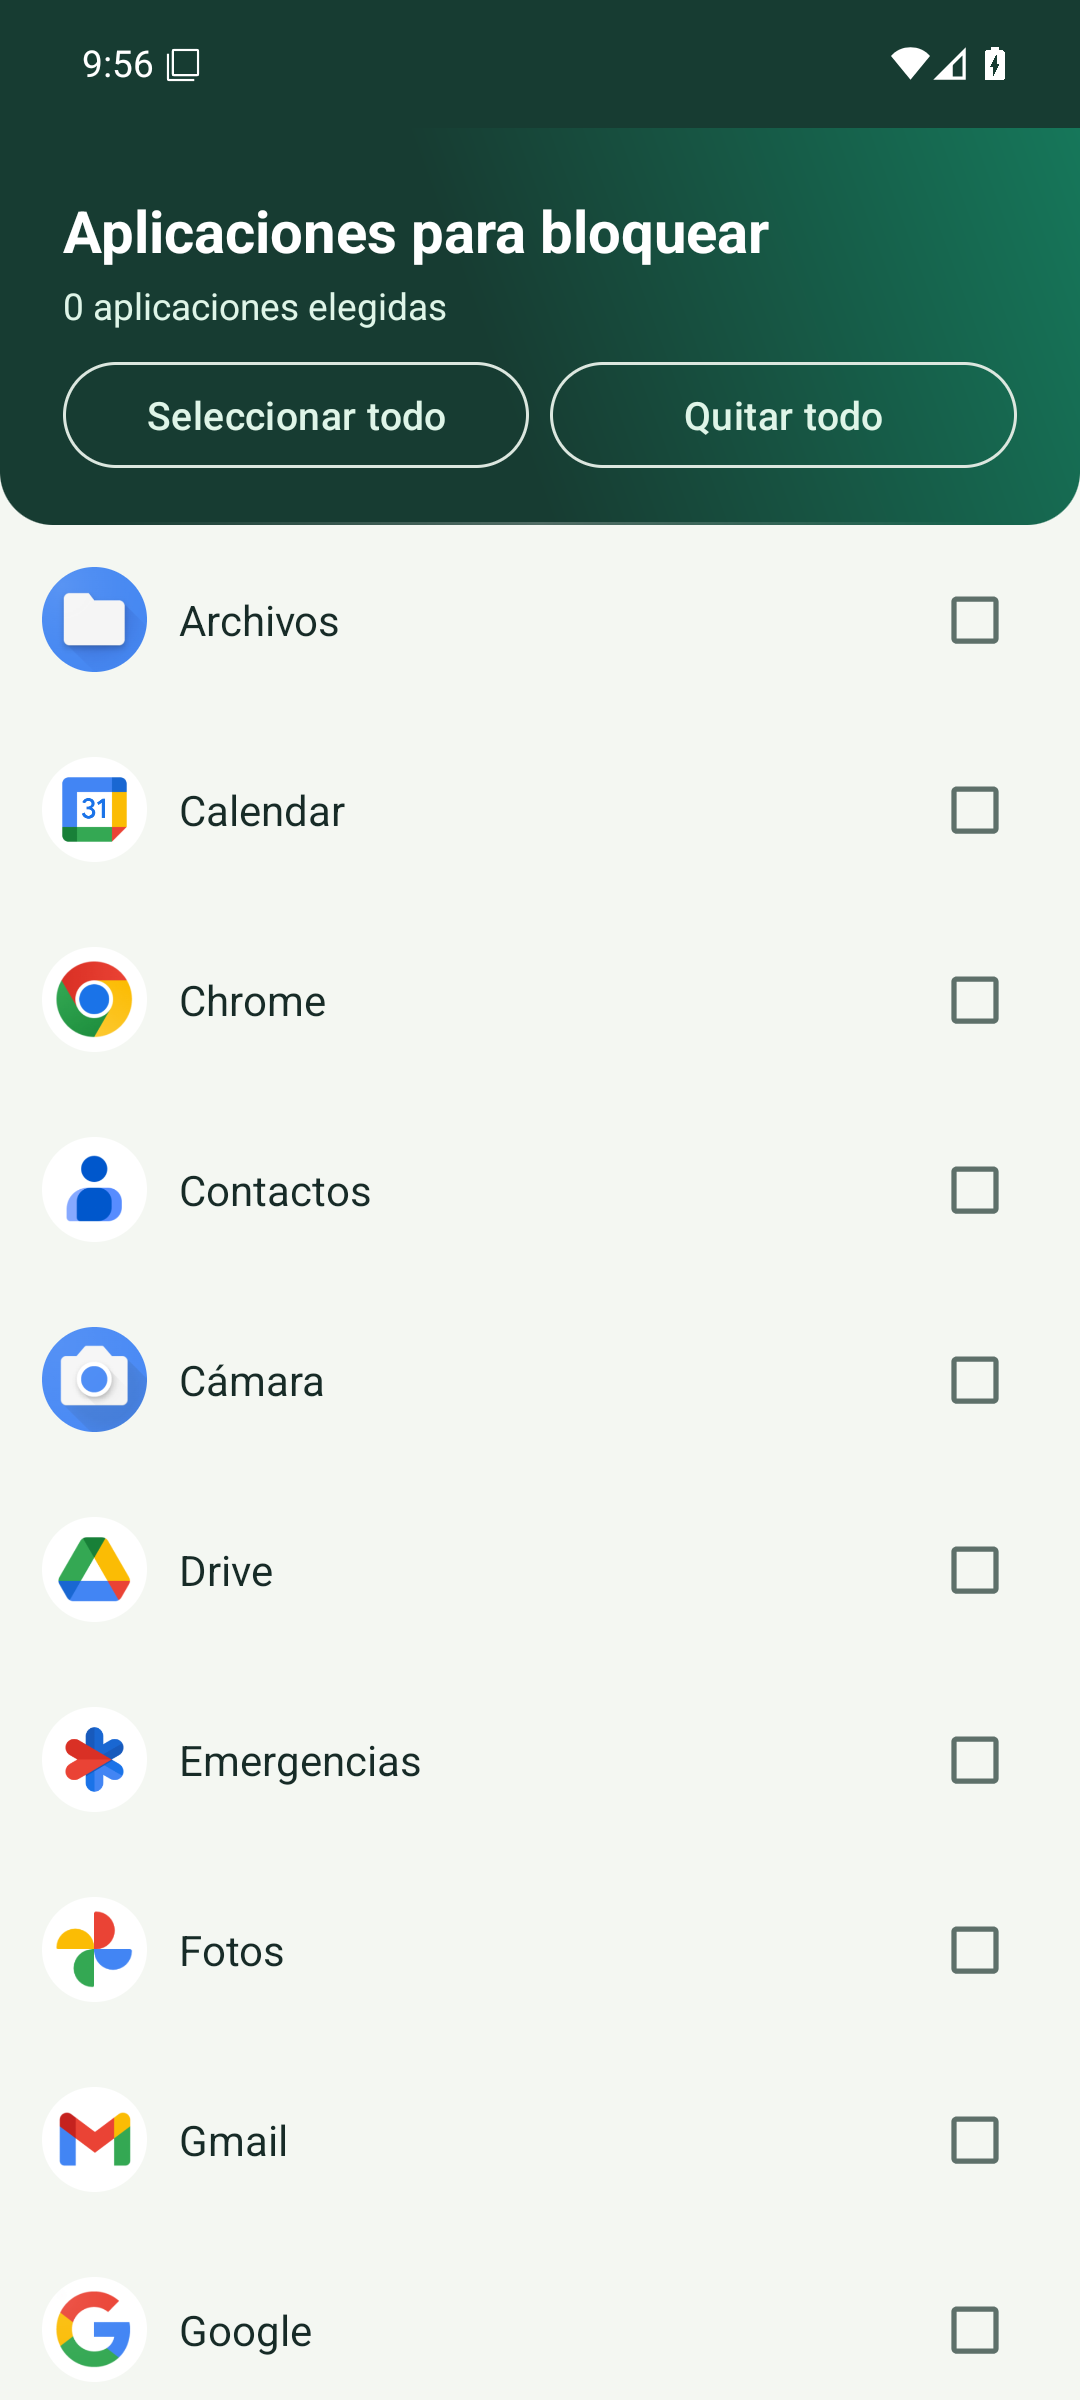 9:56
Aplicaciones para bloquear
0 aplicaciones elegidas
Seleccionar todo
Quitar todo
Archivos
31
Calendar
Chrome
Contactos
Cámara
Drive
Emergencias
Fotos
Gmail
Google